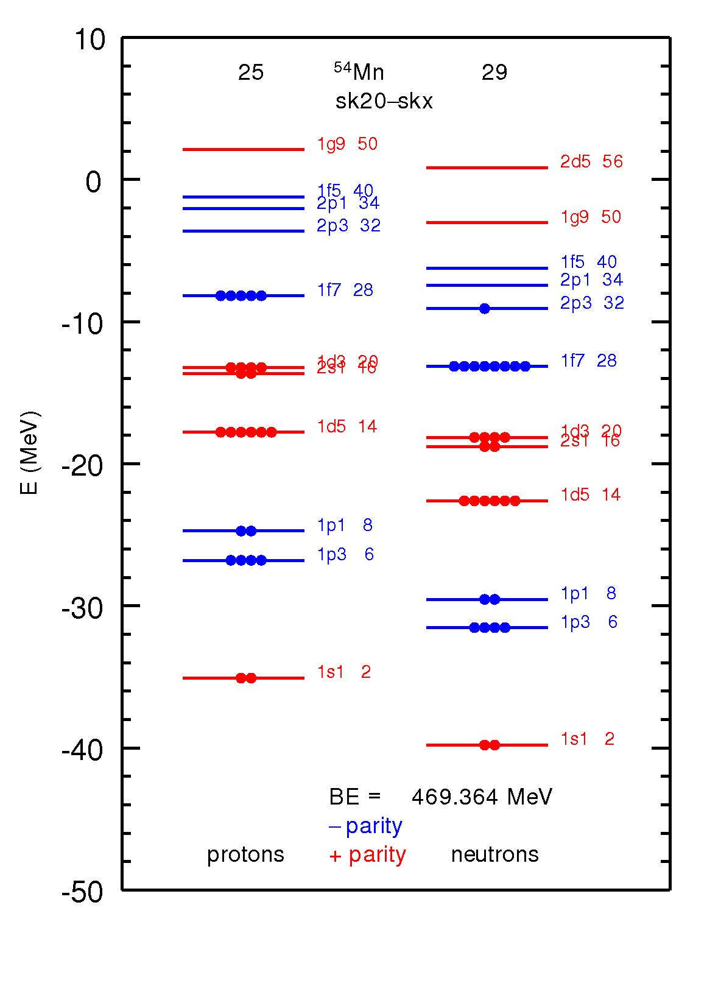 10
25 ⁵⁴Mn 29
sk20–skx
1g9 50
2d5 56
0
1f5 40
2p1 34
1g9 50
2p3 32
1f5 40
2p1 34
1f7 28
2p3 32
-10
1d3 20
2s1 16
1f7 28
1d5 14
1d3 20
2s1 16
E (MeV)
-20
1d5 14
1p1 8
1p3 6
1p1 8
-30
1p3 6
1s1 2
1s1 2
-40
BE = 469.364 MeV
– parity
protons + parity neutrons
-50